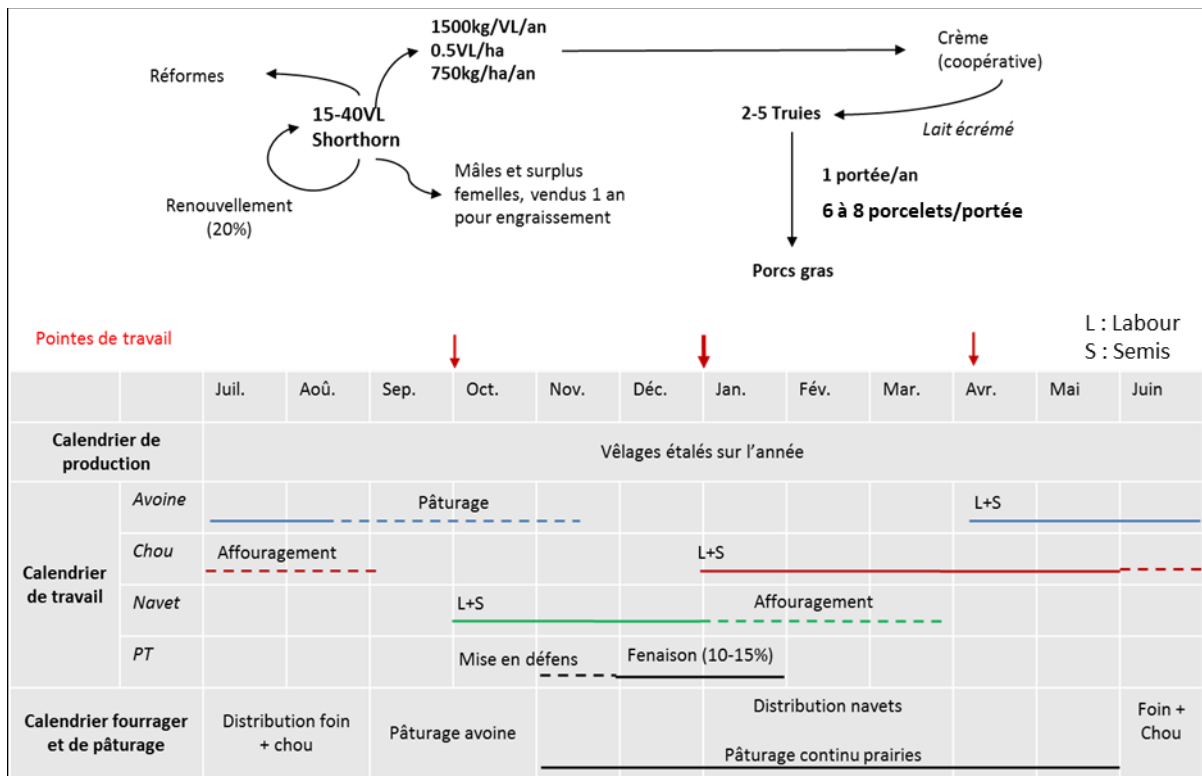 1500kg/VL/an
0.5VL/ha
750kg/ha/an
Crème
(coopérative)
Réformes
15-40VL
Shorthorn
2-5 Truies
Lait écrémé
Mâles et surplus
femelles, vendus 1 an
pour engraissement
1 portée/an
Renouvellement
(20%)
6 à 8 porcelets/portée
Porcs gras
L : Labour
S : Semis
Pointes de travail
Juil. Aoû. Sep. Oct. Nov. Déc. Jan. Fév. Mar. Avr. Mai Juin
Calendrier de
production
Vêlages étalés sur l’année
Calendrier
de travail
Avoine
Pâturage
L+S
Chou
Affouragement
L+S
Navet
L+S
Affouragement
PT
Mise en défens
Fenaison (10-15%)
Calendrier fourrager
et de pâturage
Distribution foin
+ chou
Pâturage avoine
Distribution navets
Pâturage continu prairies
Foin +
Chou